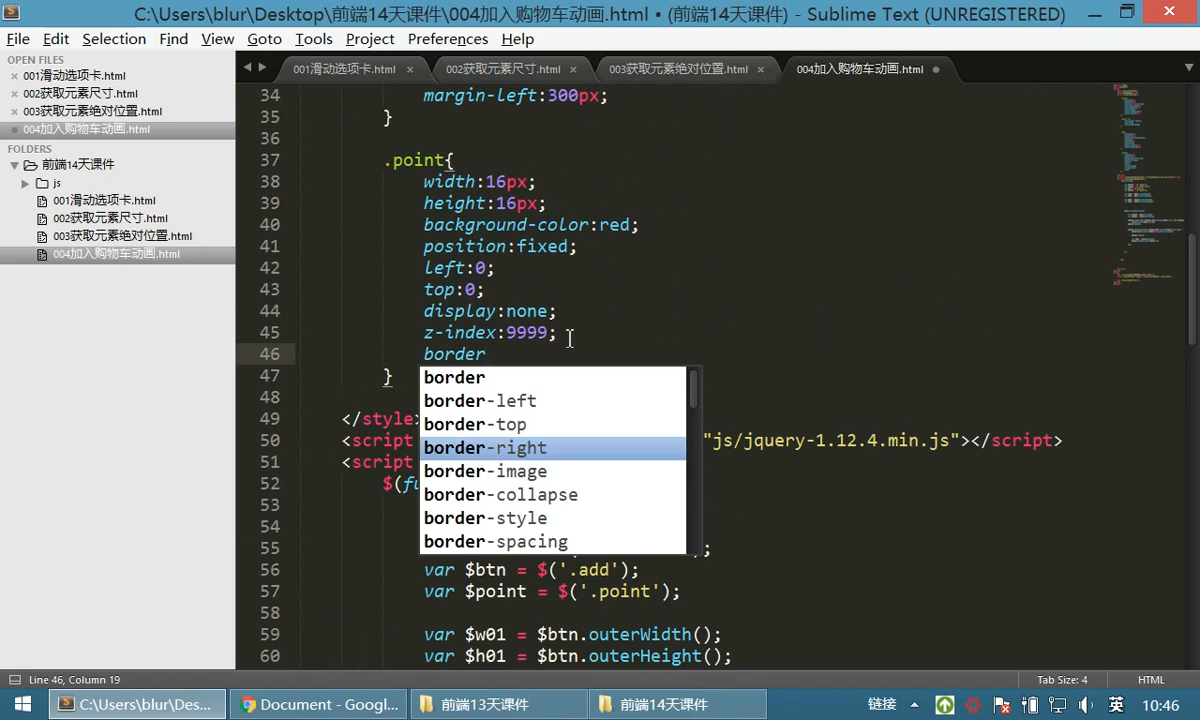 C:\Users\blur\Desktop\前端14天课件\004加入购物车动画.html • (前端14天课件) - Sublime Text (UNREGISTERED)
File Edit Selection Find View Goto Tools Project Preferences Help
OPEN FILES
001滑动选项卡.html
002获取元素尺寸.html
003获取元素绝对位置.html
004加入购物车动画.html
FOLDERS
前端14天课件
js
001滑动选项卡.html
002获取元素尺寸.html
003获取元素绝对位置.html
004加入购物车动画.html
001滑动选项卡.html 002获取元素尺寸.html 003获取元素绝对位置.html 004加入购物车动画.html
34 margin-left:300px;
35 }
36
37 .point{
38 width:16px;
39 height:16px;
40 background-color:red;
41 position:fixed;
42 left:0;
43 top:0;
44 display:none;
45 z-index:9999;
46 border
47 }
48
49 </style>
50 <script "js/jquery-1.12.4.min.js"></script>
51 <script
52 $(fu
53
54
55 ;
56 var $btn = $('.add');
57 var $point = $('.point');
58
59 var $w01 = $btn.outerWidth();
60 var $h01 = $btn.outerHeight();
border
border-left
border-top
border-right
border-image
border-collapse
border-style
border-spacing
Line 46, Column 19 Tab Size: 4 HTML
C:\Users\blur\Des... Document - Googl... 前端13天课件 前端14天课件 链接 英 10:46